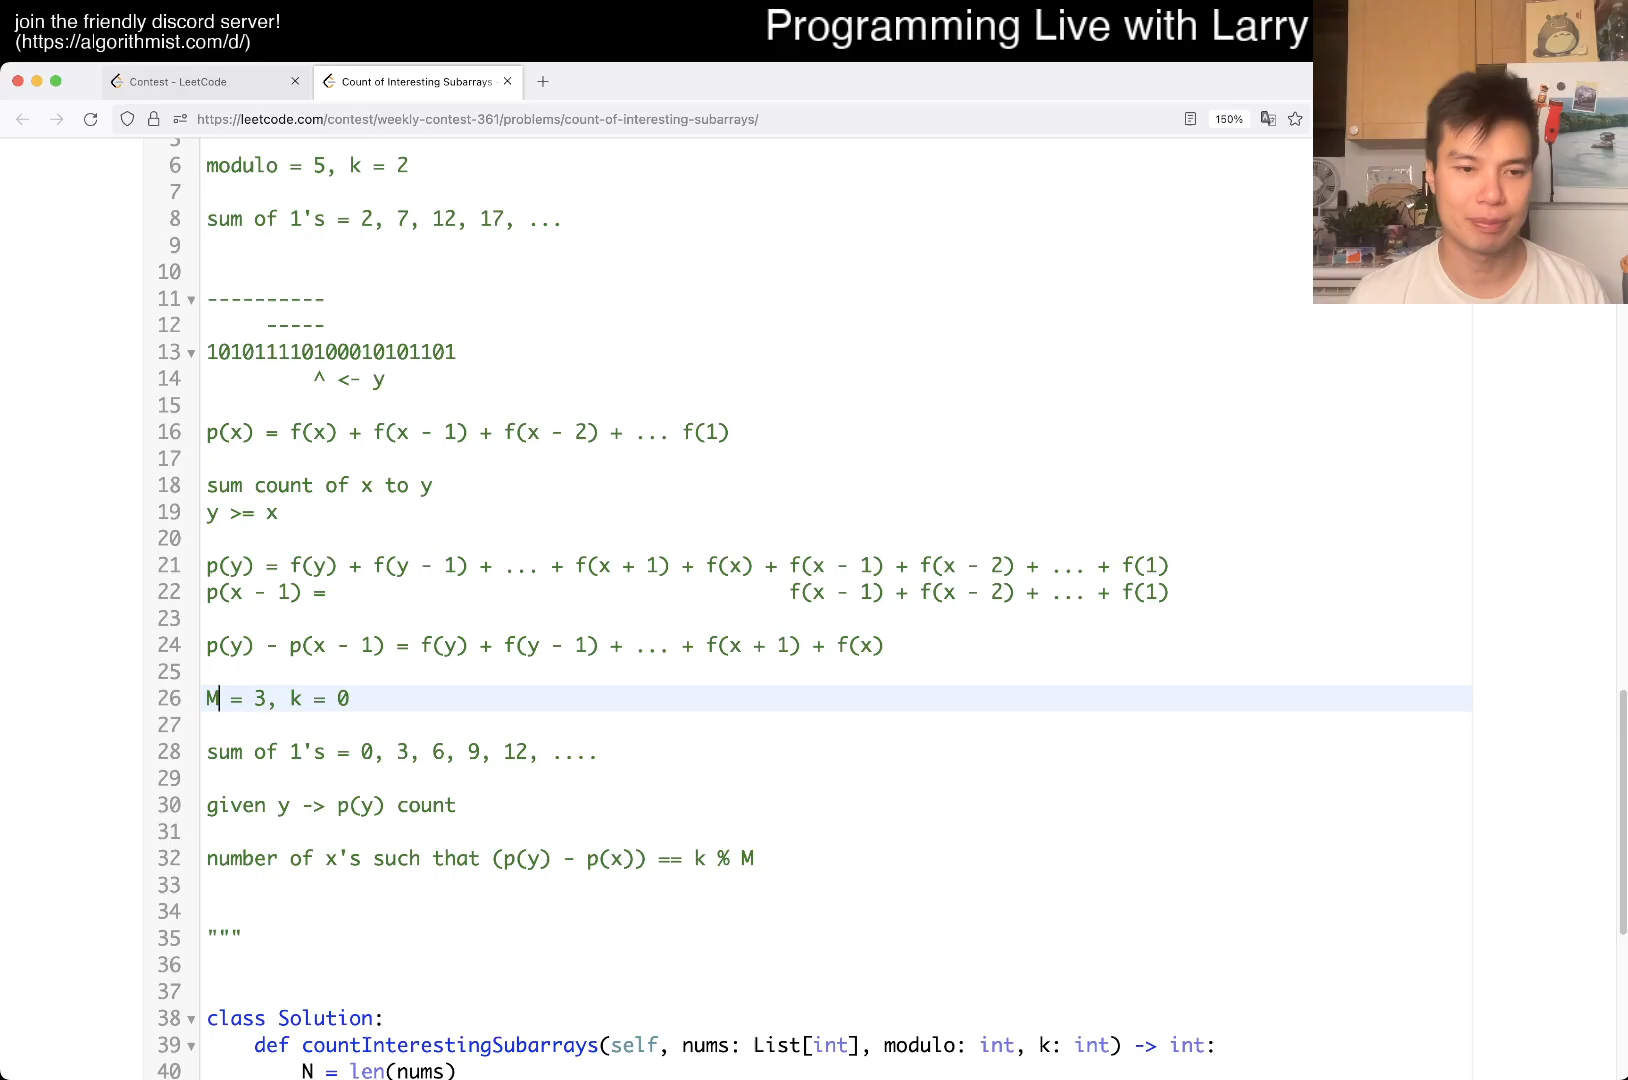 join the friendly discord server!
(https://algorithmist.com/d/)
Programming Live with Larry
Contest - LeetCode
Count of Interesting Subarrays -
https://leetcode.com/contest/weekly-contest-361/problems/count-of-interesting-subarrays/
150%
5
6 modulo = 5, k = 2
7
8 sum of 1's = 2, 7, 12, 17, ...
9
10
11 ----------
12 -----
13 101011110100010101101
14 ^ <- y
15
16 p(x) = f(x) + f(x - 1) + f(x - 2) + ... f(1)
17
18 sum count of x to y
19 y >= x
20
21 p(y) = f(y) + f(y - 1) + ... + f(x + 1) + f(x) + f(x - 1) + f(x - 2) + ... + f(1)
22 p(x - 1) = f(x - 1) + f(x - 2) + ... + f(1)
23
24 p(y) - p(x - 1) = f(y) + f(y - 1) + ... + f(x + 1) + f(x)
25
26 M = 3, k = 0
27
28 sum of 1's = 0, 3, 6, 9, 12, ....
29
30 given y -> p(y) count
31
32 number of x's such that (p(y) - p(x)) == k % M
33
34
35 """
36
37
38 class Solution:
39 def countInterestingSubarrays(self, nums: List[int], modulo: int, k: int) -> int:
40 N = len(nums)